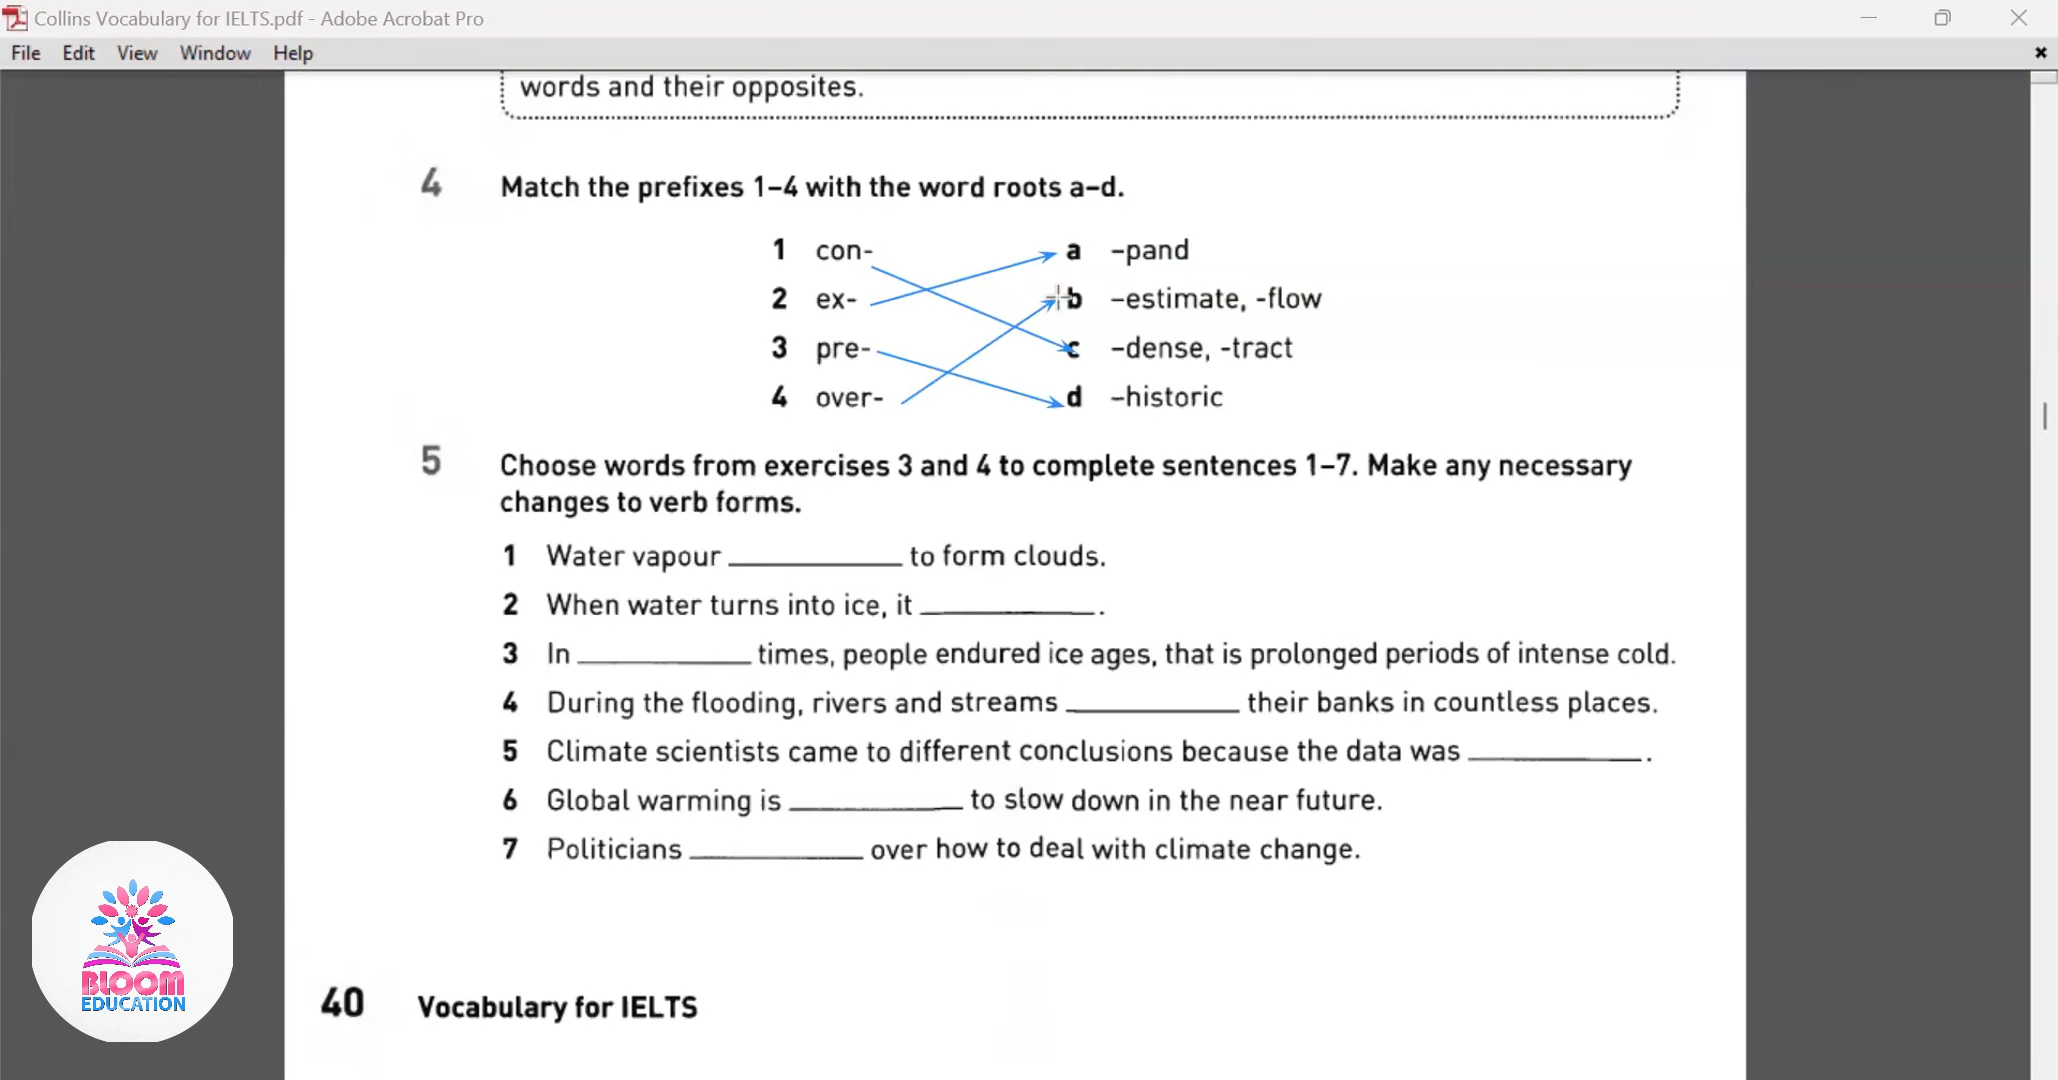 Collins Vocabulary for IELTS.pdf - Adobe Acrobat Pro
File Edit View Window Help
words and their opposites.
4 Match the prefixes 1–4 with the word roots a–d.
1 con- a –pand
2 ex- b –estimate, -flow
3 pre- c –dense, -tract
4 over- d –historic
5 Choose words from exercises 3 and 4 to complete sentences 1–7. Make any necessary
changes to verb forms.
1 Water vapour ____________ to form clouds.
2 When water turns into ice, it ____________.
3 In ____________ times, people endured ice ages, that is prolonged periods of intense cold.
4 During the flooding, rivers and streams ____________ their banks in countless places.
5 Climate scientists came to different conclusions because the data was ____________.
6 Global warming is ____________ to slow down in the near future.
7 Politicians ____________ over how to deal with climate change.
BLOOM
EDUCATION
40 Vocabulary for IELTS